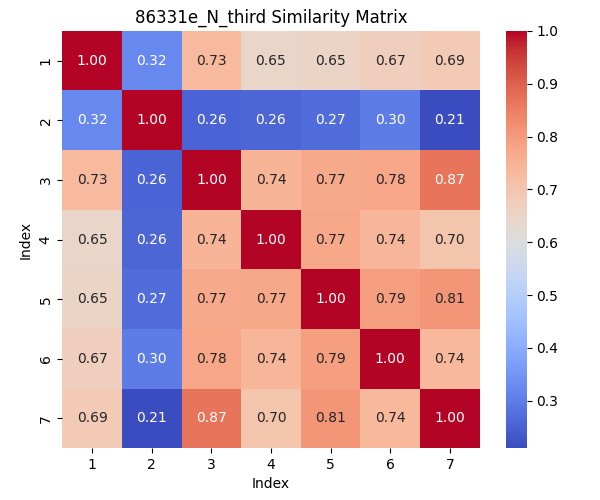 86331e_N_third Similarity Matrix
1 1.00 0.32 0.73 0.65 0.65 0.67 0.69
2 0.32 1.00 0.26 0.26 0.27 0.30 0.21
3 0.73 0.26 1.00 0.74 0.77 0.78 0.87
4 0.65 0.26 0.74 1.00 0.77 0.74 0.70
5 0.65 0.27 0.77 0.77 1.00 0.79 0.81
6 0.67 0.30 0.78 0.74 0.79 1.00 0.74
7 0.69 0.21 0.87 0.70 0.81 0.74 1.00
1 2 3 4 5 6 7
Index
Index
1.0
0.9
0.8
0.7
0.6
0.5
0.4
0.3